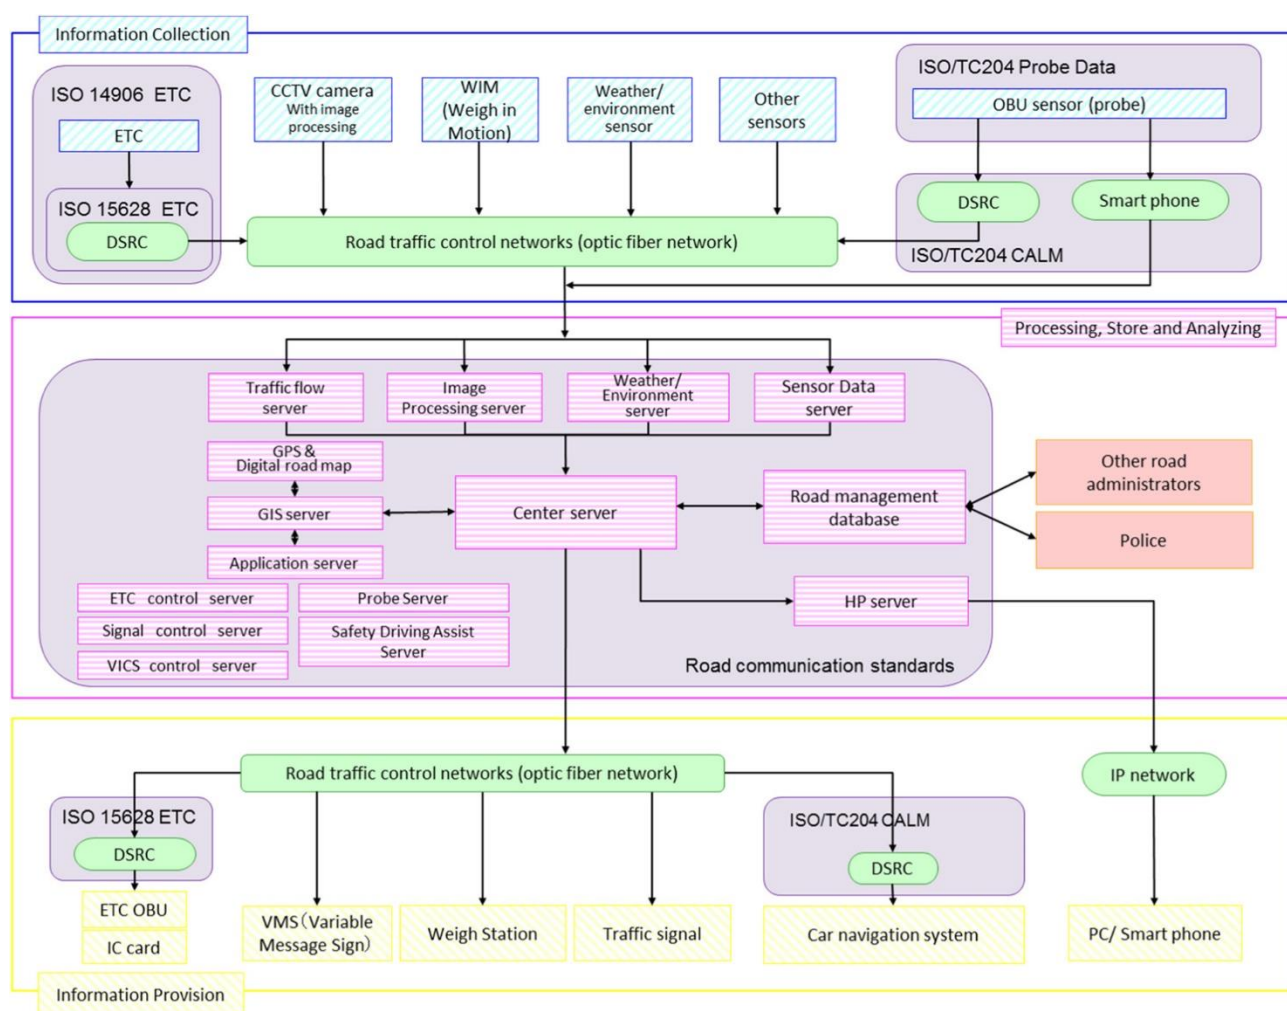 Information Collection
ISO 14906 ETC
ETC
ISO 15628 ETC
DSRC
CCTV camera
With image
processing
WIM
(Weigh in
Motion)
Weather/
environment
sensor
Other
sensors
ISO/TC204 Probe Data
OBU sensor (probe)
DSRC
Smart phone
ISO/TC204 CALM
Road traffic control networks (optic fiber network)
Processing, Store and Analyzing
Traffic flow
server
Image
Processing server
Weather/
Environment
server
Sensor Data
server
GPS &
Digital road map
GIS server
Application server
Center server
Road management
database
Other road
administrators
Police
ETC control server
Probe Server
HP server
Signal control server
Safety Driving Assist
Server
VICS control server
Road communication standards
Road traffic control networks (optic fiber network)
IP network
ISO 15628 ETC
DSRC
ISO/TC204 CALM
DSRC
ETC OBU
IC card
VMS(Variable
Message Sign)
Weigh Station
Traffic signal
Car navigation system
PC/ Smart phone
Information Provision